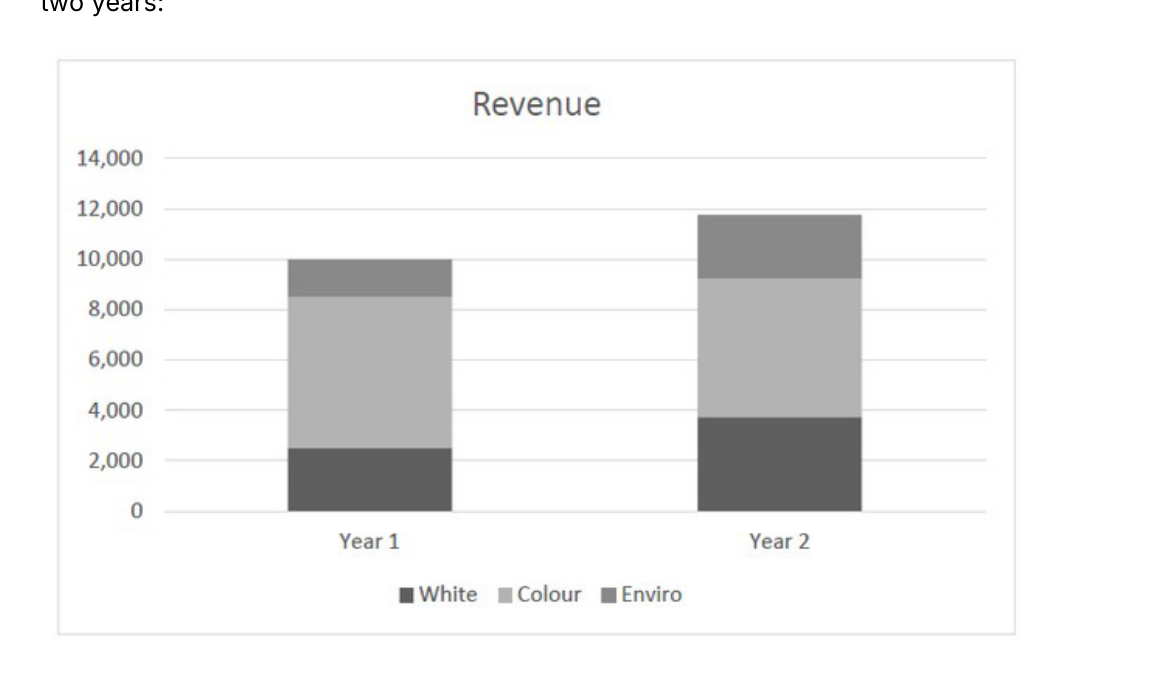 two years:
Revenue
14,000
12,000
10,000
8,000
6,000
4,000
2,000
0
Year 1 Year 2
White Colour Enviro